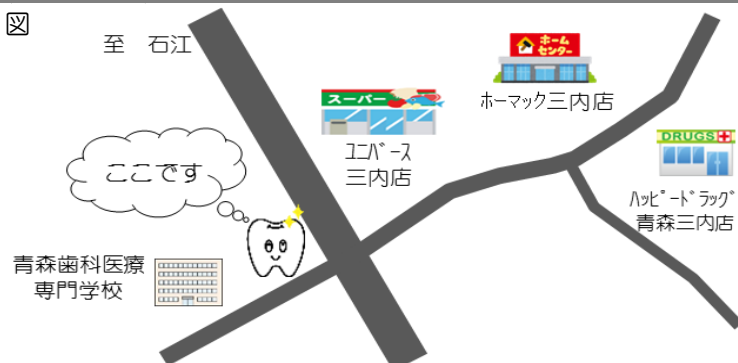 図
至 石江
ホーム
センター
スーパー
ホーマック三内店
DRUGS
ここです
ﾕﾆﾊﾞｰｽ
三内店
ﾊｯﾋﾟｰﾄﾞﾗｯｸﾞ
青森三内店
青森歯科医療
専門学校